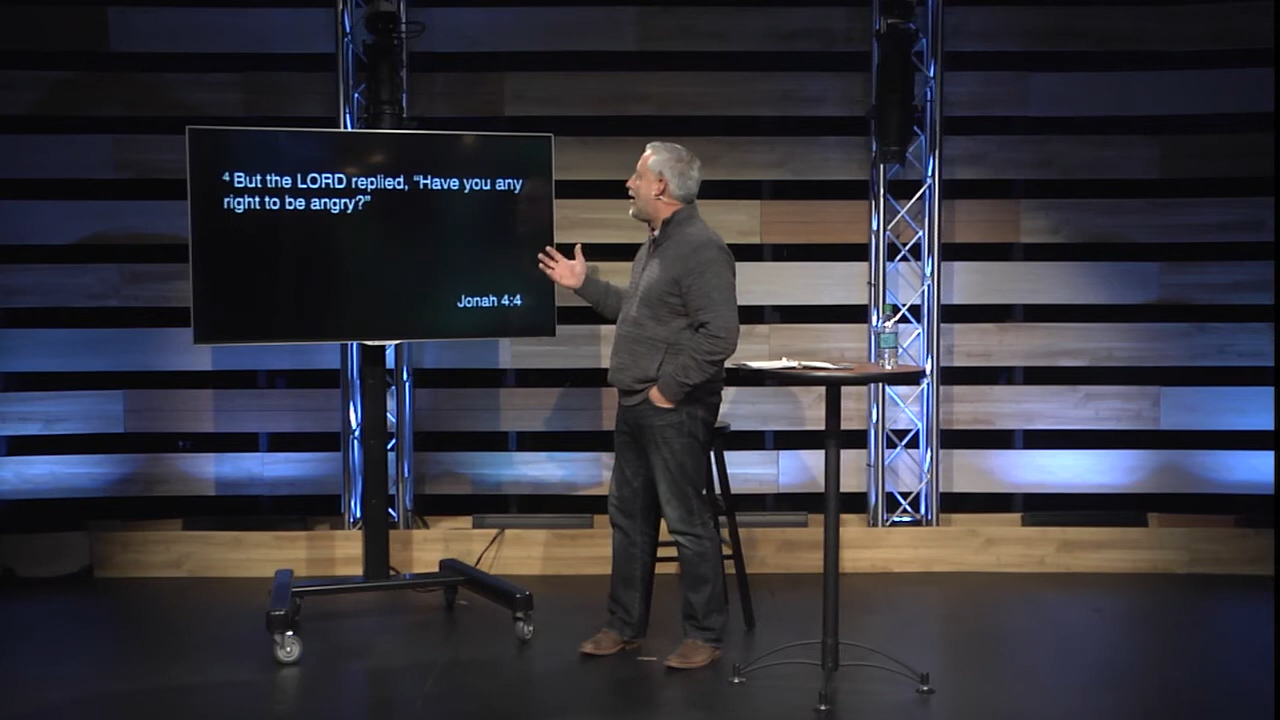 ⁴ But the LORD replied, “Have you any
right to be angry?”
Jonah 4:4